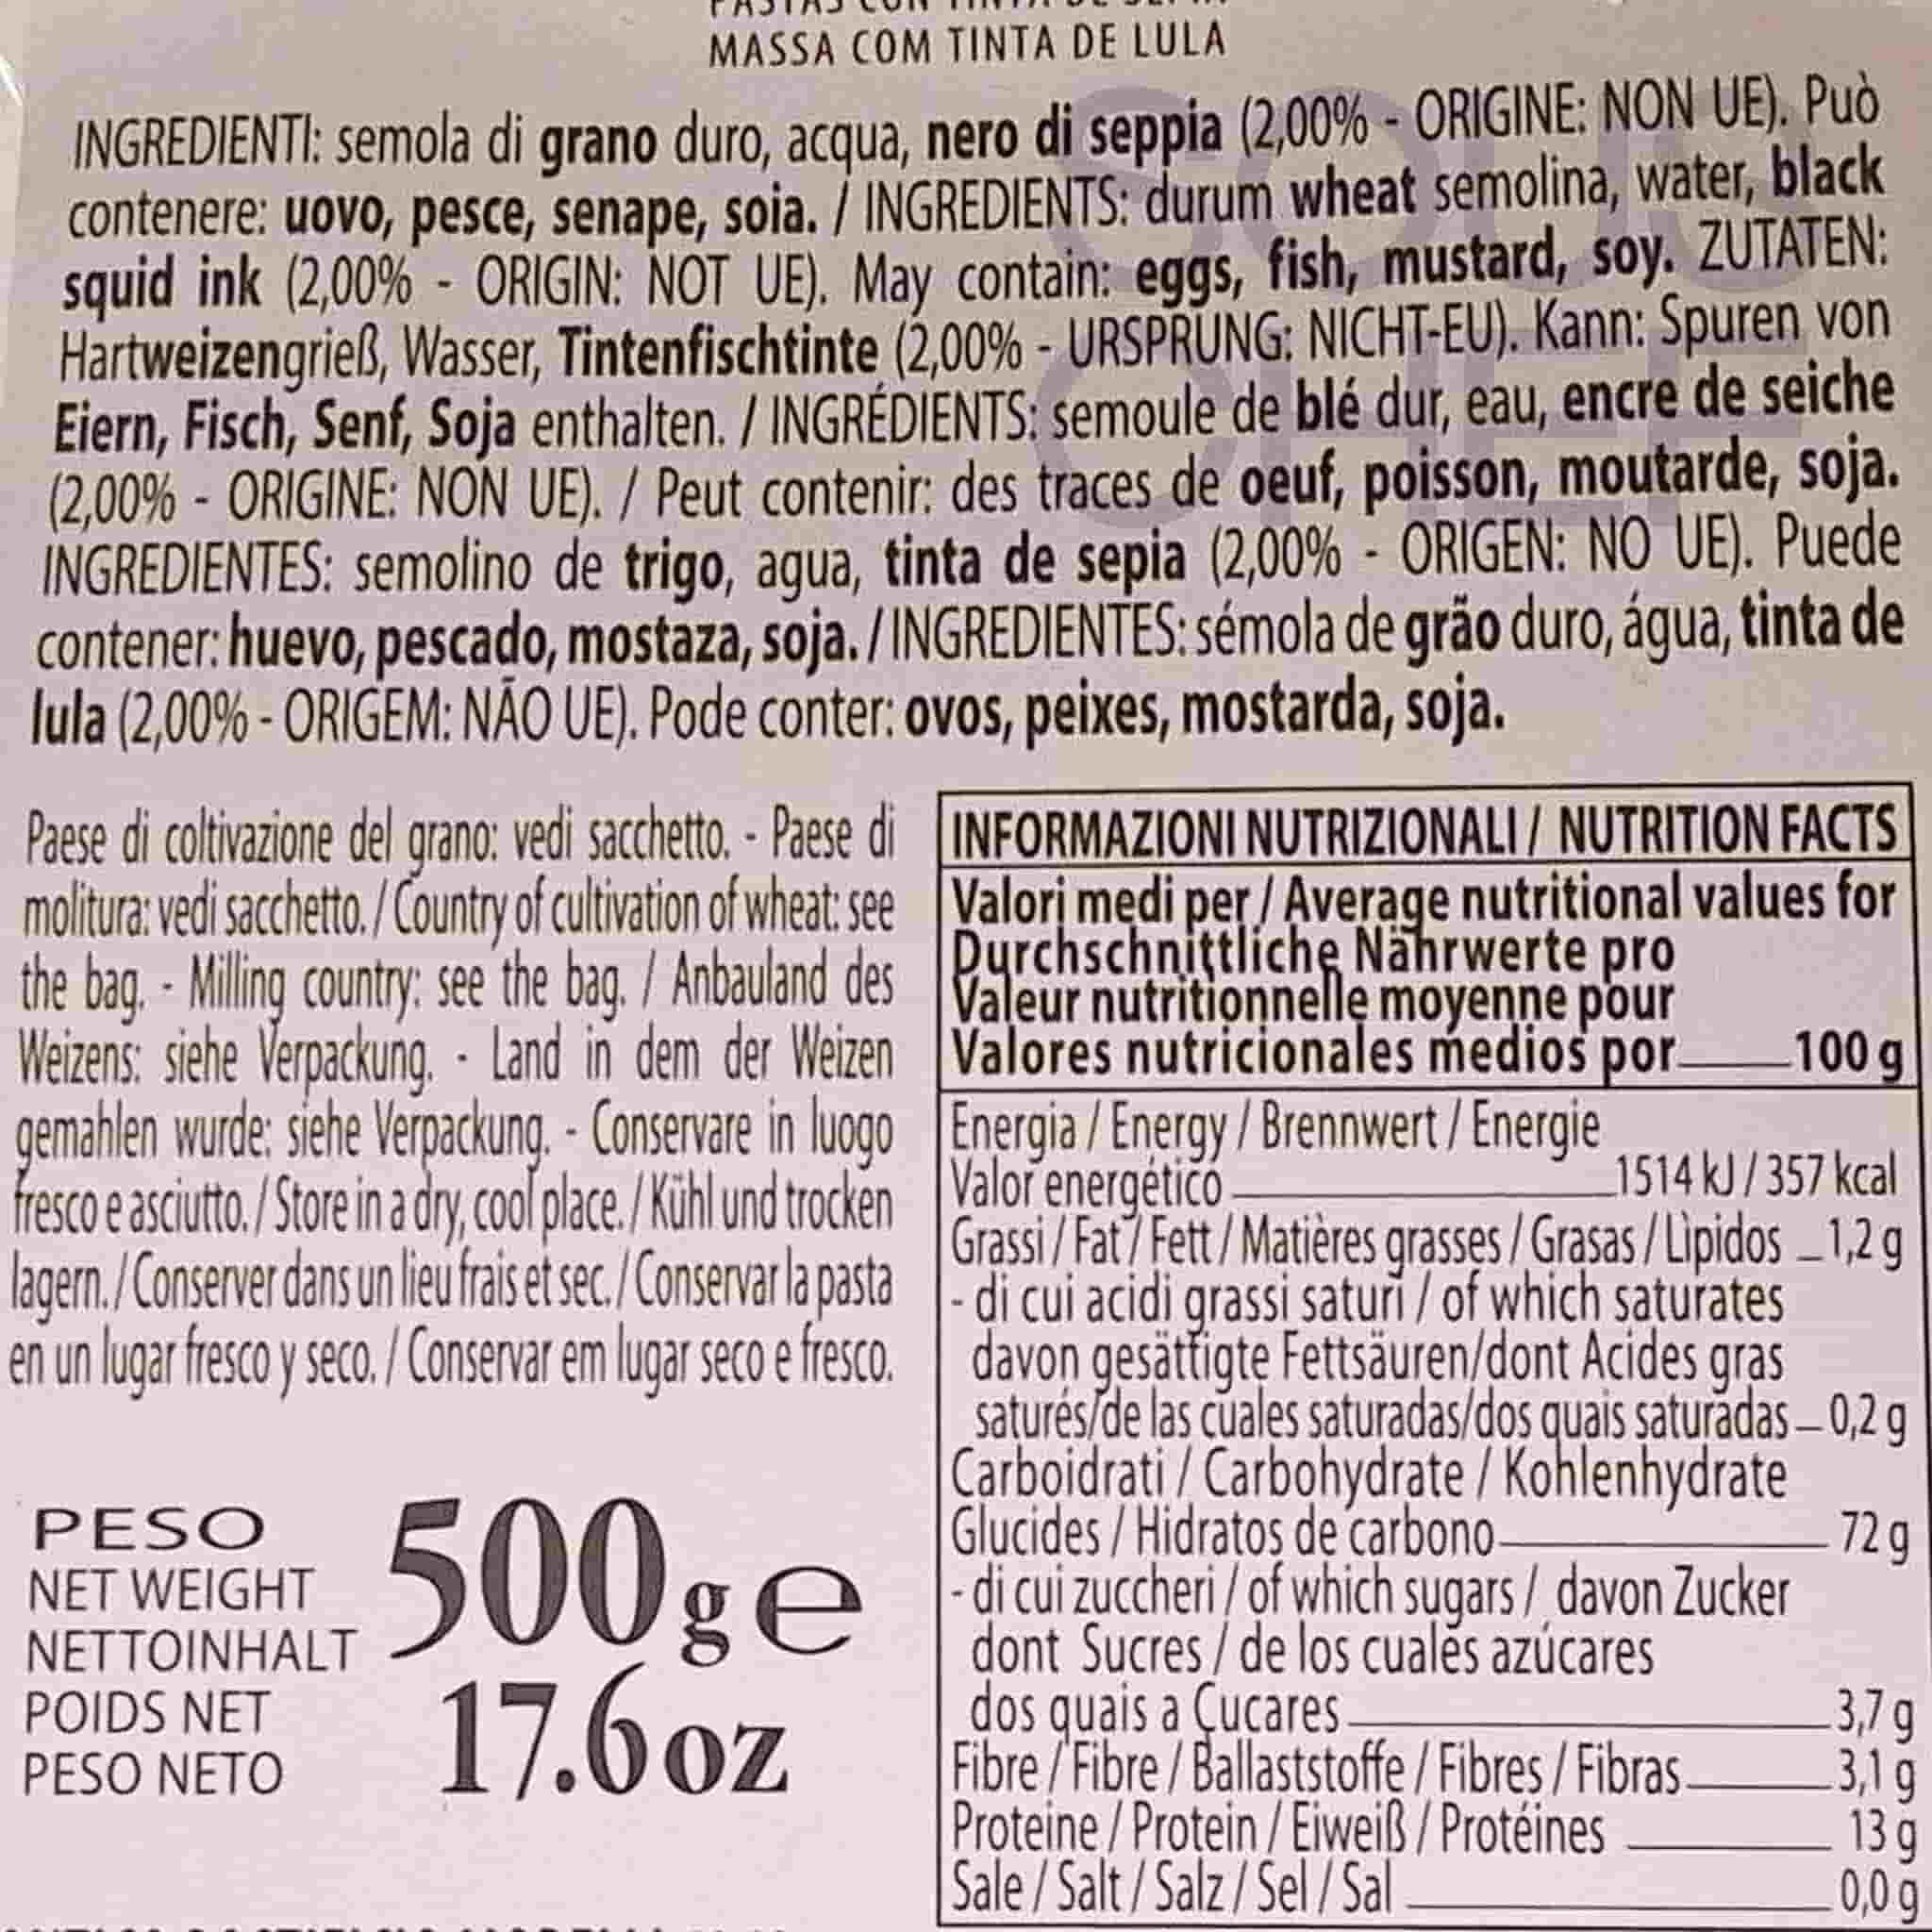 MASSA COM TINTA DE LULA
INGREDIENTI: semola di grano duro, acqua, nero di seppia (2,00% - ORIGINE: NON UE). Può
contenere: uovo, pesce, senape, soia. / INGREDIENTS: durum wheat semolina, water, black
squid ink (2,00% - ORIGIN: NOT UE). May contain: eggs, fish, mustard, soy. ZUTATEN:
Hartweizengrieß, Wasser, Tintenfischtinte (2,00% - URSPRUNG: NICHT-EU). Kann: Spuren von
Eiern, Fisch, Senf, Soja enthalten. / INGRÉDIENTS: semoule de blé dur, eau, encre de seiche
(2,00% - ORIGINE: NON UE). / Peut contenir: des traces de oeuf, poisson, moutarde, soja.
INGREDIENTES: semolino de trigo, agua, tinta de sepia (2,00% - ORIGEN: NO UE). Puede
contener: huevo, pescado, mostaza, soja. / INGREDIENTES: sémola de grão duro, água, tinta de
lula (2,00% - ORIGEM: NÃO UE). Pode conter: ovos, peixes, mostarda, soja.
Paese di coltivazione del grano: vedi sacchetto. - Paese di
molitura: vedi sacchetto. / Country of cultivation of wheat: see
the bag. - Milling country: see the bag. / Anbauland des
Weizens: siehe Verpackung. - Land in dem der Weizen
gemahlen wurde: siehe Verpackung. - Conservare in luogo
fresco e asciutto. / Store in a dry, cool place. / Kühl und trocken
lagern. / Conserver dans un lieu frais et sec. / Conservar la pasta
en un lugar fresco y seco. / Conservar em lugar seco e fresco.
PESO
NET WEIGHT
NETTOINHALT
POIDS NET
PESO NETO
500g e
17.6oz
INFORMAZIONI NUTRIZIONALI / NUTRITION FACTS
Valori medi per / Average nutritional values for
Durchschnittliche Nährwerte pro
Valeur nutritionnelle moyenne pour
Valores nutricionales medios por 100 g
Energia / Energy / Brennwert / Energie
Valor energético 1514 kJ / 357 kcal
Grassi / Fat / Fett / Matières grasses / Grasas / Lìpidos 1,2 g
- di cui acidi grassi saturi / of which saturates
davon gesättigte Fettsäuren/dont Acides gras
saturés/de las cuales saturadas/dos quais saturadas 0,2 g
Carboidrati / Carbohydrate / Kohlenhydrate
Glucides / Hidratos de carbono 72 g
- di cui zuccheri / of which sugars / davon Zucker
dont Sucres / de los cuales azúcares
dos quais a Çucares 3,7 g
Fibre / Fibre / Ballaststoffe / Fibres / Fibras 3,1 g
Proteine / Protein / Eiweiß / Protéines 13 g
Sale / Salt / Salz / Sel / Sal 0,0 g